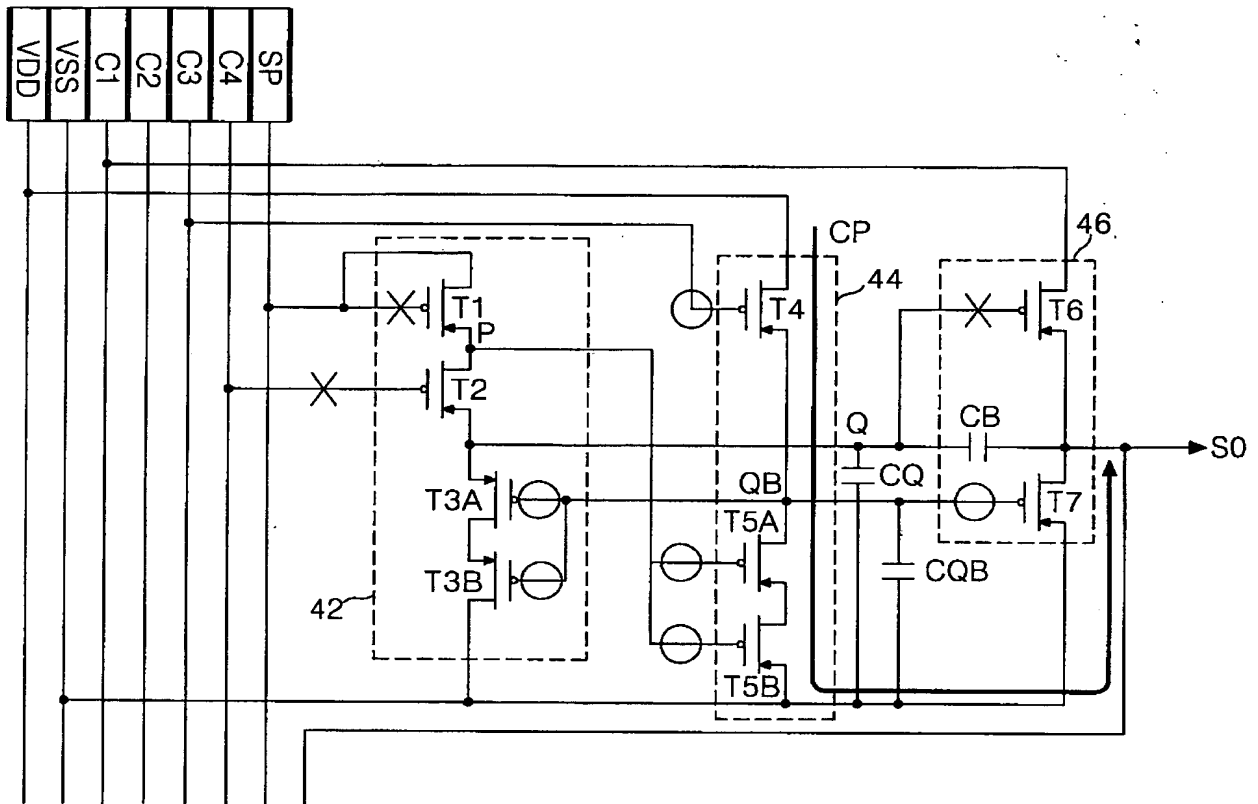 VDD
VSS
C1
C2
C3
C4
SP
CP
46
44
T1
P
T4
T6
T2
Q
CB
S0
CQ
T3A
QB
T7
T5A
T3B
CQB
42
T5B